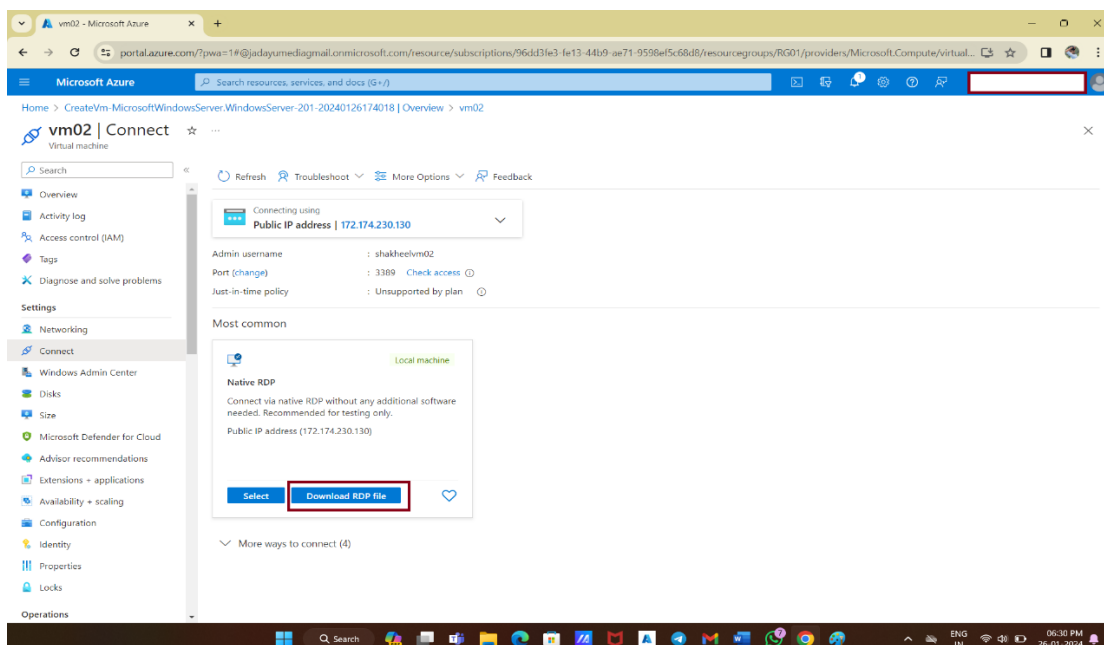 vm02 - Microsoft Azure
portal.azure.com/?pwa=1#@jadayumediagmail.onmicrosoft.com/resource/subscriptions/96dd3fe3-fe13-44b9-ae71-9598ef5c68d8/resourcegroups/RG01/providers/Microsoft.Compute/virtual...
Microsoft Azure
Search resources, services, and docs (G+/)
Home > CreateVm-MicrosoftWindowsServer.WindowsServer-201-20240126174018 | Overview > vm02
vm02 | Connect
Virtual machine
Search
Overview
Activity log
Access control (IAM)
Tags
Diagnose and solve problems
Settings
Networking
Connect
Windows Admin Center
Disks
Size
Microsoft Defender for Cloud
Advisor recommendations
Extensions + applications
Availability + scaling
Configuration
Identity
Properties
Locks
Operations
Refresh Troubleshoot More Options Feedback
Connecting using
Public IP address | 172.174.230.130
Admin username : shakheelvm02
Port (change) : 3389 Check access
Just-in-time policy : Unsupported by plan
Most common
Local machine
Native RDP
Connect via native RDP without any additional software
needed. Recommended for testing only.
Public IP address (172.174.230.130)
Select Download RDP file
More ways to connect (4)
Search
ENG
IN
06:30 PM
26-01-2024